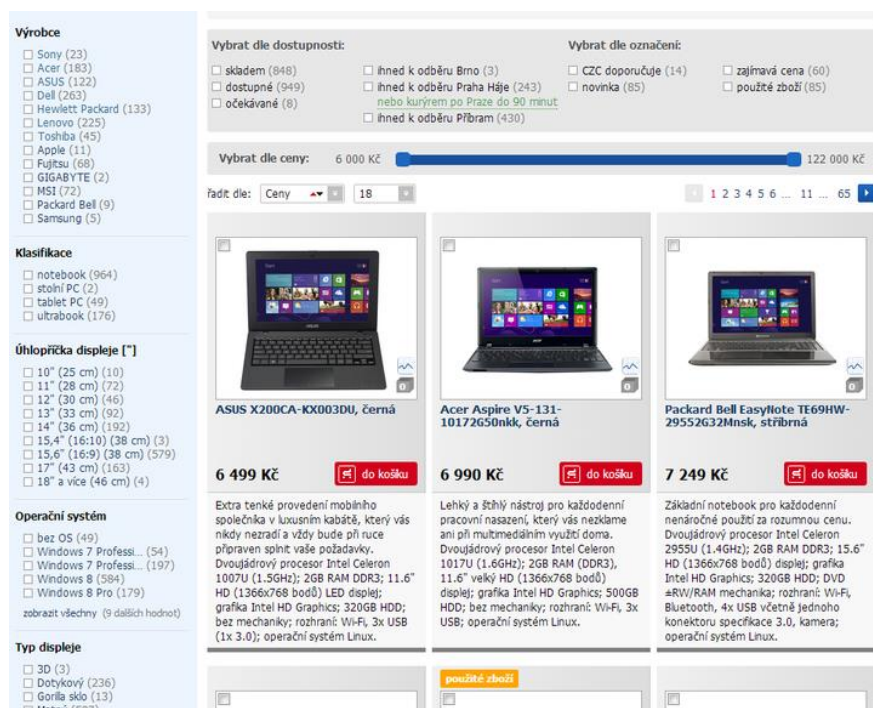 Výrobce
Sony (23)
Acer (183)
ASUS (122)
Dell (263)
Hewlett Packard (133)
Lenovo (225)
Toshiba (45)
Apple (11)
Fujitsu (68)
GIGABYTE (2)
MSI (72)
Packard Bell (9)
Samsung (5)
Klasifikace
notebook (964)
stolní PC (2)
tablet PC (49)
ultrabook (176)
Úhlopříčka displeje ["]
10" (25 cm) (10)
11" (28 cm) (72)
12" (30 cm) (46)
13" (33 cm) (92)
14" (36 cm) (192)
15,4" (16:10) (38 cm) (3)
15,6" (16:9) (38 cm) (579)
17" (43 cm) (163)
18" a více (46 cm) (4)
Operační systém
bez OS (49)
Windows 7 Professi... (54)
Windows 7 Professi... (197)
Windows 8 (584)
Windows 8 Pro (179)
zobrazit všechny (9 dalších hodnot)
Typ displeje
3D (3)
Dotykový (236)
Gorilla sklo (13)
Vybrat dle dostupnosti:
skladem (848)
dostupné (949)
očekávané (8)
ihned k odběru Brno (3)
ihned k odběru Praha Háje (243)
nebo kurýrem po Praze do 90 minut
ihned k odběru Příbram (430)
Vybrat dle označení:
CZC doporučuje (14)
novinka (85)
zajímavá cena (60)
použité zboží (85)
Vybrat dle ceny: 6 000 Kč 122 000 Kč
řadit dle: Ceny 18 1 2 3 4 5 6 ... 11 ... 65
ASUS X200CA-KX003DU, černá
6 499 Kč do košíku
Extra tenké provedení mobilního
společníka v luxusním kabátě, který vás
nikdy nezradí a vždy bude při ruce
připraven splnit vaše požadavky.
Dvoujádrový procesor Intel Celeron
1007U (1.5GHz); 2GB RAM DDR3; 11.6"
HD (1366x768 bodů) LED displej;
grafika Intel HD Graphics; 320GB HDD;
bez mechaniky; rozhraní: Wi-Fi, 3x USB
(1x 3.0); operační systém Linux.
Acer Aspire V5-131-
10172G50nkk, černá
6 990 Kč do košíku
Lehký a štíhlý nástroj pro každodenní
pracovní nasazení, který vás nezklame
ani při multimediálním využití doma.
Dvoujádrový procesor Intel Celeron
1017U (1.6GHz); 2GB RAM (DDR3),
11.6" velký HD (1366x768 bodů)
displej; grafika Intel HD Graphics; 500GB
HDD; bez mechaniky; rozhraní: Wi-Fi, 3x
USB; operační systém Linux.
Packard Bell EasyNote TE69HW-
29552G32Mnsk, stříbrná
7 249 Kč do košíku
Základní notebook pro každodenní
nenáročné použití za rozumnou cenu.
Dvoujádrový procesor Intel Celeron
2955U (1.4GHz); 2GB RAM DDR3; 15.6"
HD (1366x768 bodů) displej; grafika
Intel HD Graphics; 320GB HDD; DVD
±RW/RAM mechanika; rozhraní: Wi-Fi,
Bluetooth, 4x USB včetně jednoho
konektoru specifikace 3.0, kamera;
operační systém Linux.
použité zboží